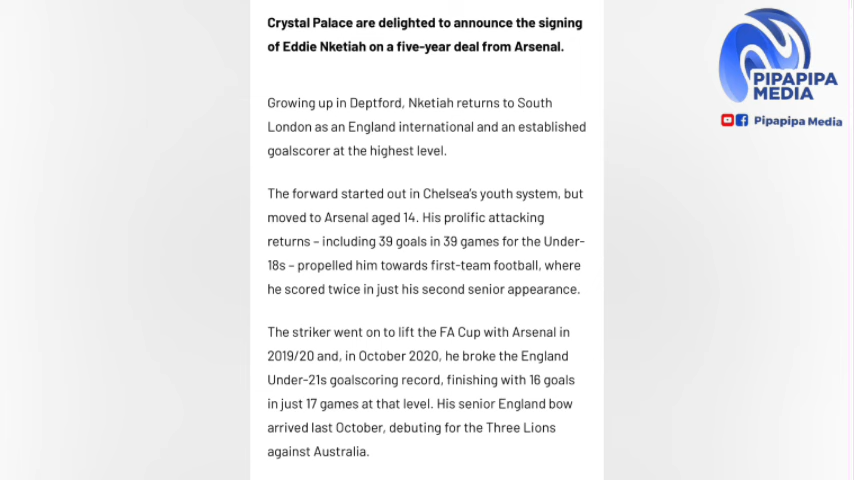 Crystal Palace are delighted to announce the signing
of Eddie Nketiah on a five-year deal from Arsenal.
Growing up in Deptford, Nketiah returns to South
London as an England international and an established
goalscorer at the highest level.
The forward started out in Chelsea's youth system, but
moved to Arsenal aged 14. His prolific attacking
returns – including 39 goals in 39 games for the Under-
18s – propelled him towards first-team football, where
he scored twice in just his second senior appearance.
The striker went on to lift the FA Cup with Arsenal in
2019/20 and, in October 2020, he broke the England
Under-21s goalscoring record, finishing with 16 goals
in just 17 games at that level. His senior England bow
arrived last October, debuting for the Three Lions
against Australia.
PIPAPIPA
MEDIA
Pipapipa Media